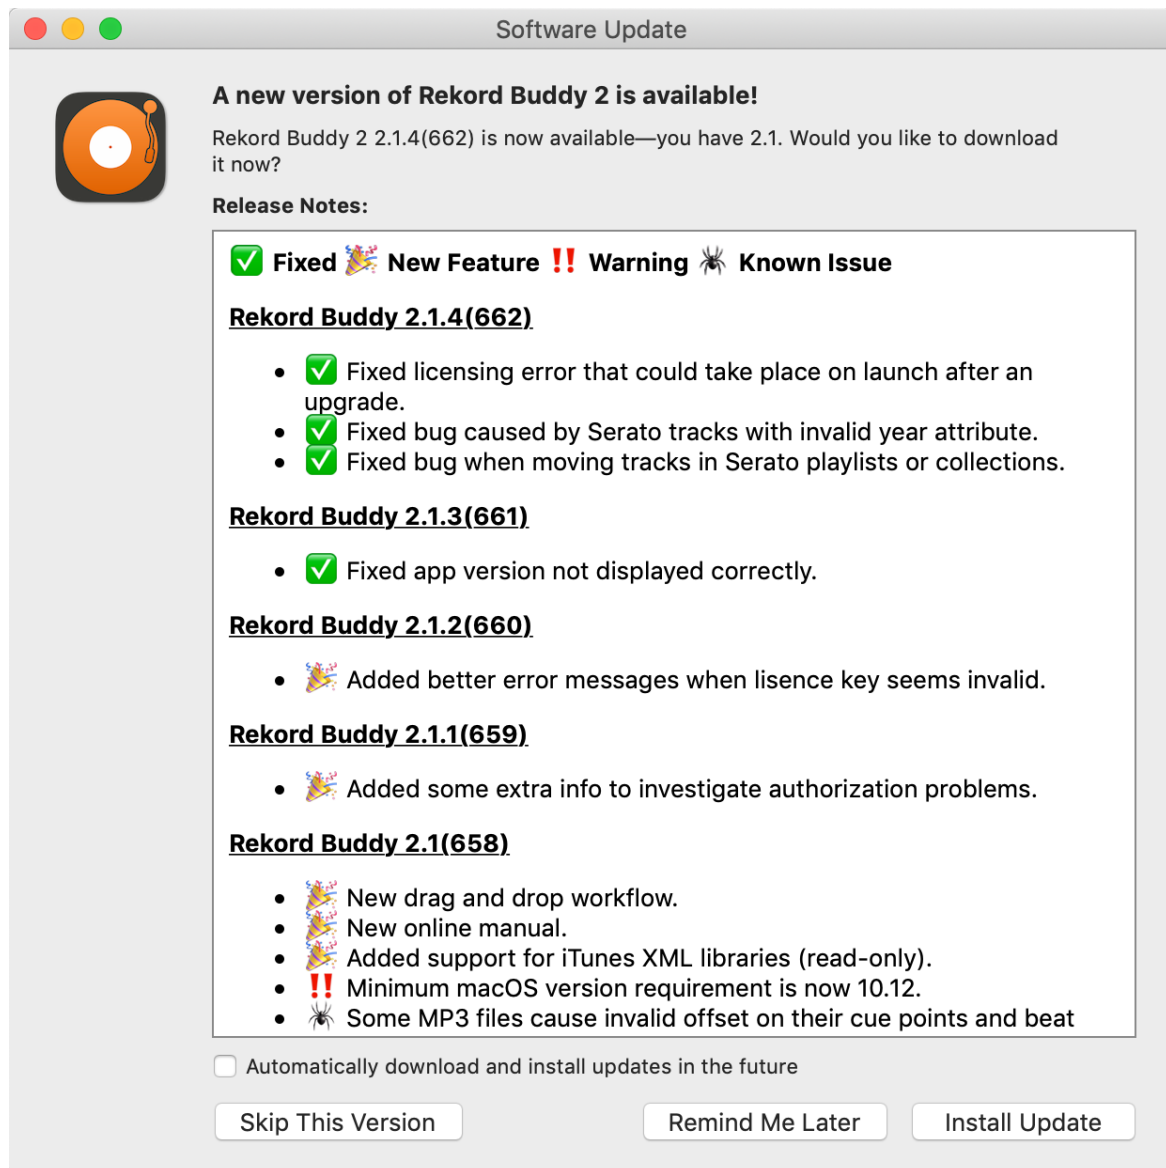 Software Update
A new version of Rekord Buddy 2 is available!
Rekord Buddy 2 2.1.4(662) is now available—you have 2.1. Would you like to download
it now?
Release Notes:
✅ Fixed 🎉 New Feature ‼️ Warning 🕷 Known Issue
Rekord Buddy 2.1.4(662)
• ✅ Fixed licensing error that could take place on launch after an
upgrade.
• ✅ Fixed bug caused by Serato tracks with invalid year attribute.
• ✅ Fixed bug when moving tracks in Serato playlists or collections.
Rekord Buddy 2.1.3(661)
• ✅ Fixed app version not displayed correctly.
Rekord Buddy 2.1.2(660)
• 🎉 Added better error messages when lisence key seems invalid.
Rekord Buddy 2.1.1(659)
• 🎉 Added some extra info to investigate authorization problems.
Rekord Buddy 2.1(658)
• 🎉 New drag and drop workflow.
• 🎉 New online manual.
• 🎉 Added support for iTunes XML libraries (read-only).
• ‼️ Minimum macOS version requirement is now 10.12.
• 🕷 Some MP3 files cause invalid offset on their cue points and beat
Automatically download and install updates in the future
Skip This Version
Remind Me Later
Install Update